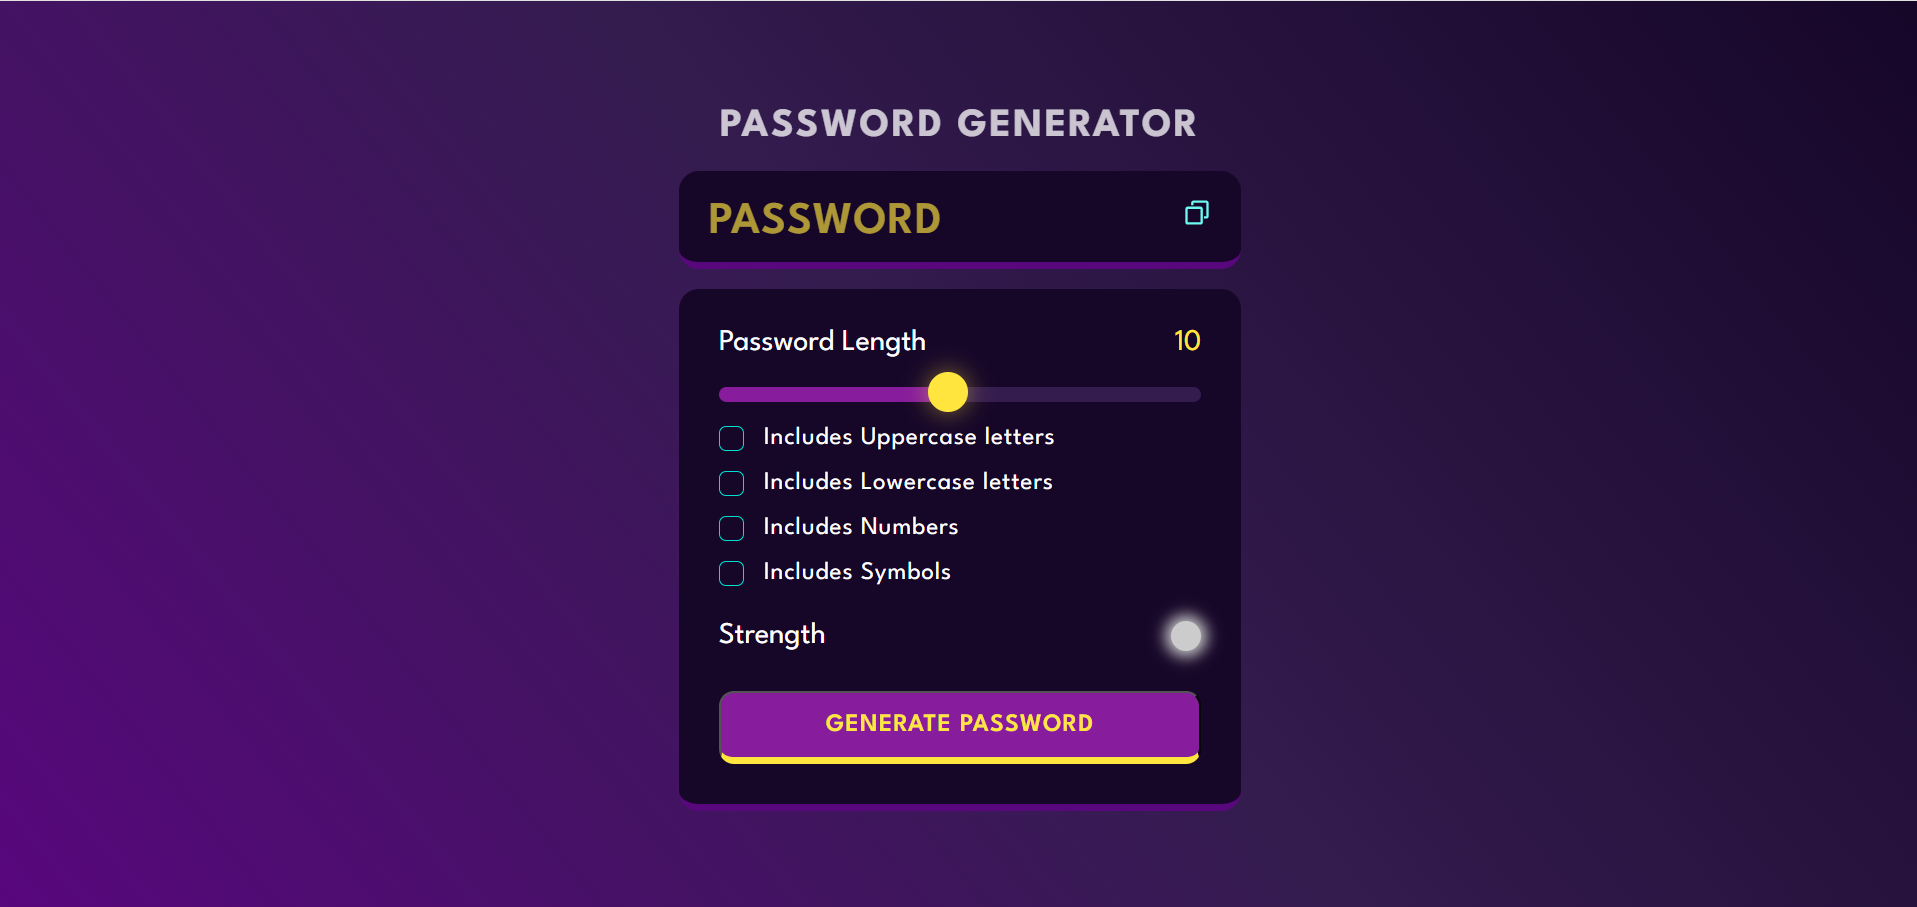 PASSWORD GENERATOR
PASSWORD
Password Length 10
Includes Uppercase letters
Includes Lowercase letters
Includes Numbers
Includes Symbols
Strength
GENERATE PASSWORD